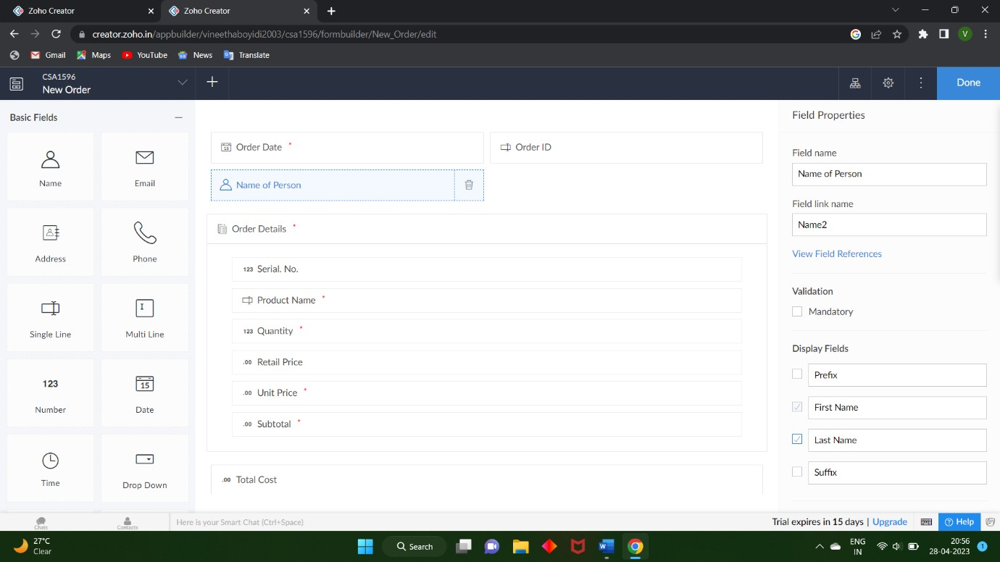 Zoho Creator
Zoho Creator
creator.zoho.in/appbuilder/vineethaboyidi2003/csa1596/formbuilder/New_Order/edit
V
Gmail Maps YouTube News Translate
CSA1596
New Order
Done
Basic Fields
Name
Email
Address
Phone
Single Line
Multi Line
123
Number
15
Date
Time
Drop Down
Order Date *
Order ID
Name of Person
Order Details *
123 Serial. No.
Product Name *
123 Quantity *
.00 Retail Price
.00 Unit Price *
.00 Subtotal *
.00 Total Cost
Field Properties
Field name
Name of Person
Field link name
Name2
View Field References
Validation
Mandatory
Display Fields
Prefix
First Name
Last Name
Suffix
Chats
Contacts
Here is your Smart Chat (Ctrl+Space)
Trial expires in 15 days | Upgrade
Help
27°C
Clear
Search
ENG
IN
20:56
28-04-2023
1